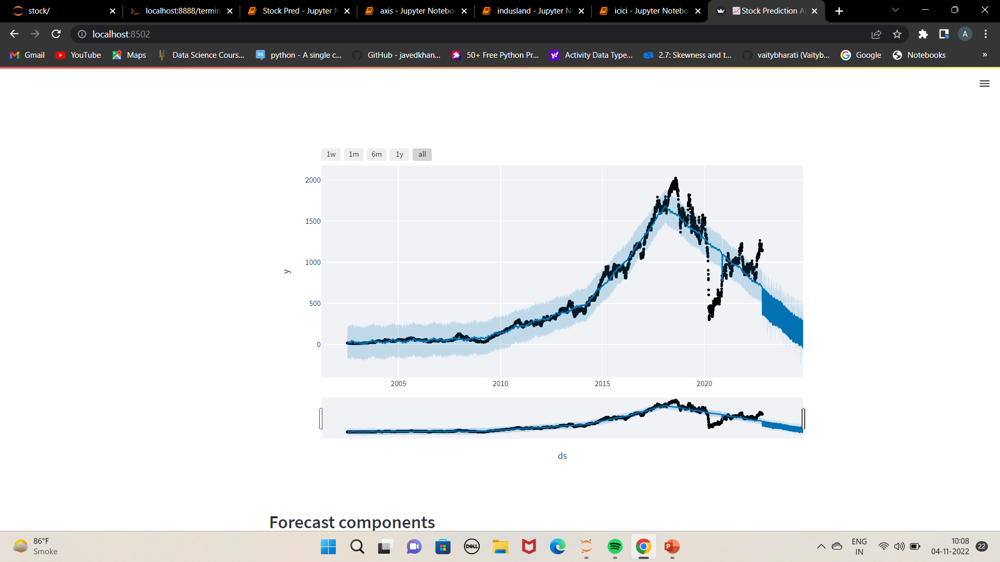 stock/
localhost:8888/termin
Stock Pred - Jupyter N
axis - Jupyter Noteboo
indusland - Jupyter N
icici - Jupyter Notebo
Stock Prediction A
localhost:8502
A
Gmail
YouTube
Maps
Data Science Cours...
DS
python - A single c...
GitHub - javedkhan...
50+ Free Python Pr...
y!
Activity Data Type...
2.7: Skewness and t...
vaitybharati (Vaityb...
Google
Notebooks
»
1w 1m 6m 1y all
2000
1500
1000
500
0
y
2005 2010 2015 2020
ds
Forecast components
86°F
Smoke
DELL
P
ENG
IN
10:08
04-11-2022
22